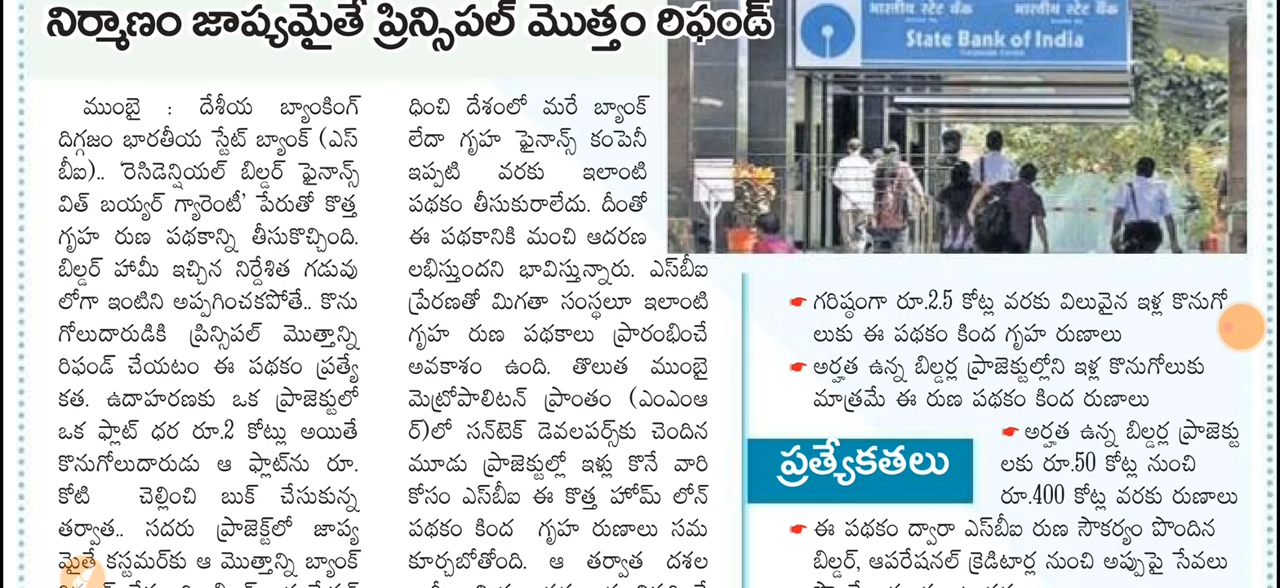 నిర్మాణం జాప్యమైతే ప్రిన్సిపల్ మొత్తం రిఫండ్
भारतीय स्टेट बैंक भारतीय स्टेट बैंक
State Bank of India
ముంబై : దేశీయ బ్యాంకింగ్
దిగ్గజం భారతీయ స్టేట్ బ్యాంక్ (ఎస్
బీఐ).. ‘రెసిడెన్షియల్ బిల్డర్ ఫైనాన్స్
విత్ బయ్యర్ గ్యారెంటీ’ పేరుతో కొత్త
గృహ రుణ పథకాన్ని తీసుకొచ్చింది.
బిల్డర్ హామీ ఇచ్చిన నిర్దేశిత గడువు
లోగా ఇంటిని అప్పగించకపోతే.. కొను
గోలుదారుడికి ప్రిన్సిపల్ మొత్తాన్ని
రిఫండ్ చేయటం ఈ పథకం ప్రత్యే
కత. ఉదాహరణకు ఒక ప్రాజెక్టులో
ఒక ఫ్లాట్ ధర రూ.2 కోట్లు అయితే
కొనుగోలుదారుడు ఆ ఫ్లాట్‌ను రూ.
కోటి చెల్లించి బుక్ చేసుకున్న
తర్వాత.. సదరు ప్రాజెక్ట్‌లో జాప్య
మైతే కస్టమర్‌కు ఆ మొత్తాన్ని బ్యాంక్
ధించి దేశంలో మరే బ్యాంక్
లేదా గృహ ఫైనాన్స్ కంపెనీ
ఇప్పటి వరకు ఇలాంటి
పథకం తీసుకురాలేదు. దీంతో
ఈ పథకానికి మంచి ఆదరణ
లభిస్తుందని భావిస్తున్నారు. ఎస్‌బీఐ
ప్రేరణతో మిగతా సంస్థలూ ఇలాంటి
గృహ రుణ పథకాలు ప్రారంభించే
అవకాశం ఉంది. తొలుత ముంబై
మెట్రోపాలిటన్ ప్రాంతం (ఎంఎంఆ
ర్)లో సన్‌టెక్ డెవలపర్స్‌కు చెందిన
మూడు ప్రాజెక్టుల్లో ఇళ్లు కొనే వారి
కోసం ఎస్‌బీఐ ఈ కొత్త హోమ్ లోన్
పథకం కింద గృహ రుణాలు సమ
కూర్చబోతోంది. ఆ తర్వాత దశల
గరిష్ఠంగా రూ.2.5 కోట్ల వరకు విలువైన ఇళ్ల కొనుగో
లుకు ఈ పథకం కింద గృహ రుణాలు
అర్హత ఉన్న బిల్డర్ల ప్రాజెక్టుల్లోని ఇళ్ల కొనుగోలుకు
మాత్రమే ఈ రుణ పథకం కింద రుణాలు
ప్రత్యేకతలు
అర్హత ఉన్న బిల్డర్ల ప్రాజెక్టు
లకు రూ.50 కోట్ల నుంచి
రూ.400 కోట్ల వరకు రుణాలు
ఈ పథకం ద్వారా ఎస్‌బీఐ రుణ సౌకర్యం పొందిన
బిల్డర్, ఆపరేషనల్ క్రెడిటార్ల నుంచి అప్పుపై సేవలు